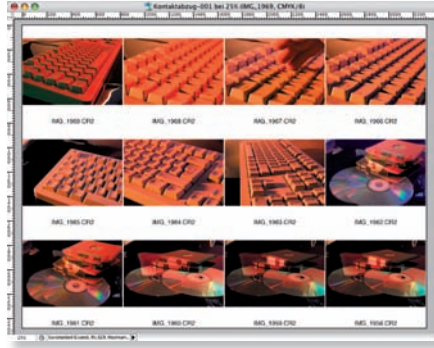 Kontaktabzug-001 bei 25% (IMG_1969, CMYK/8)
IMG_1969.CR2 IMG_1968.CR2 IMG_1967.CR2 IMG_1966.CR2
IMG_1965.CR2 IMG_1964.CR2 IMG_1963.CR2 IMG_1962.CR2
IMG_1961.CR2 IMG_1960.CR2 IMG_1959.CR2 IMG_1958.CR2
25%